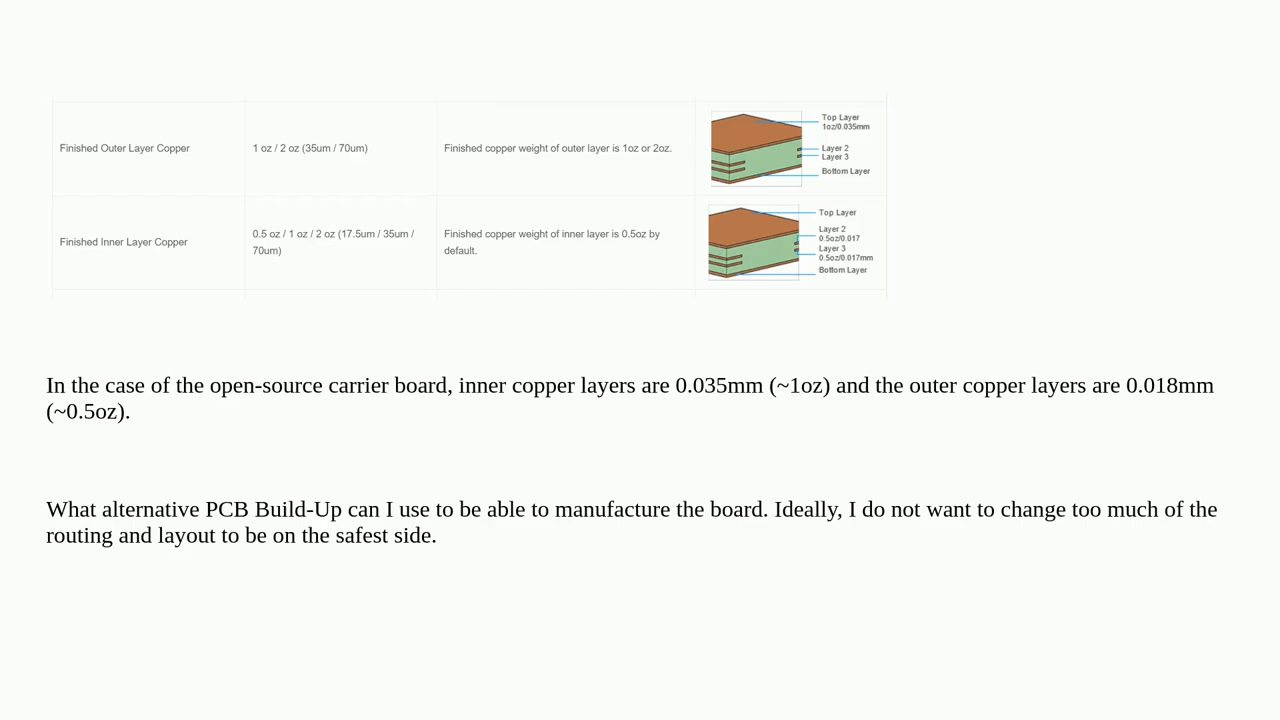 Finished Outer Layer Copper
1 oz / 2 oz (35um / 70um)
Finished copper weight of outer layer is 1oz or 2oz.
Top Layer
1oz/0.035mm
Layer 2
Layer 3
Bottom Layer
Finished Inner Layer Copper
0.5 oz / 1 oz / 2 oz (17.5um / 35um /
70um)
Finished copper weight of inner layer is 0.5oz by
default.
Top Layer
Layer 2
0.5oz/0.017
Layer 3
0.5oz/0.017mm
Bottom Layer
In the case of the open-source carrier board, inner copper layers are 0.035mm (~1oz) and the outer copper layers are 0.018mm
(~0.5oz).
What alternative PCB Build-Up can I use to be able to manufacture the board. Ideally, I do not want to change too much of the
routing and layout to be on the safest side.